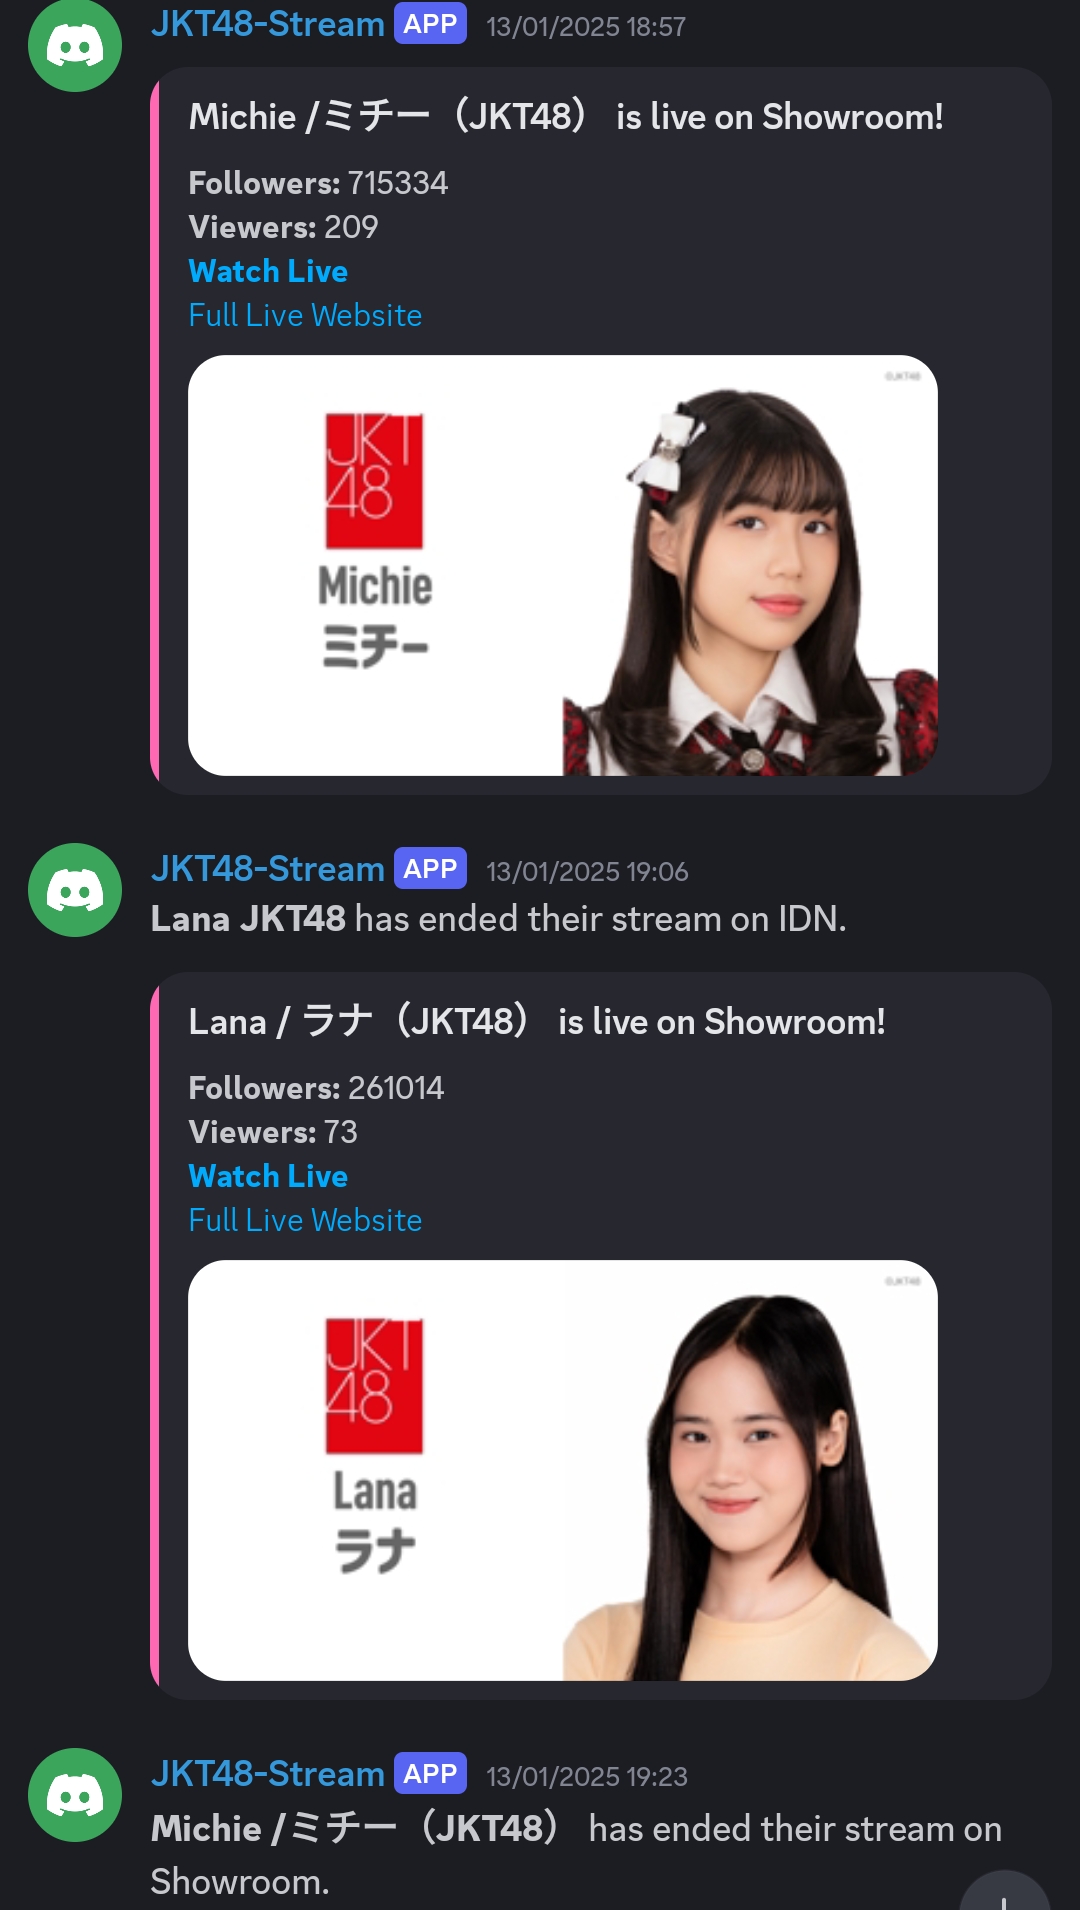 JKT48-Stream APP 13/01/2025 18:57
Michie /ミチー（JKT48） is live on Showroom!
Followers: 715334
Viewers: 209
Watch Live
Full Live Website
©JKT48
JKT
48
Michie
ミチー
JKT48-Stream APP 13/01/2025 19:06
Lana JKT48 has ended their stream on IDN.
Lana / ラナ（JKT48） is live on Showroom!
Followers: 261014
Viewers: 73
Watch Live
Full Live Website
©JKT48
JKT
48
Lana
ラナ
JKT48-Stream APP 13/01/2025 19:23
Michie /ミチー（JKT48） has ended their stream on
Showroom.